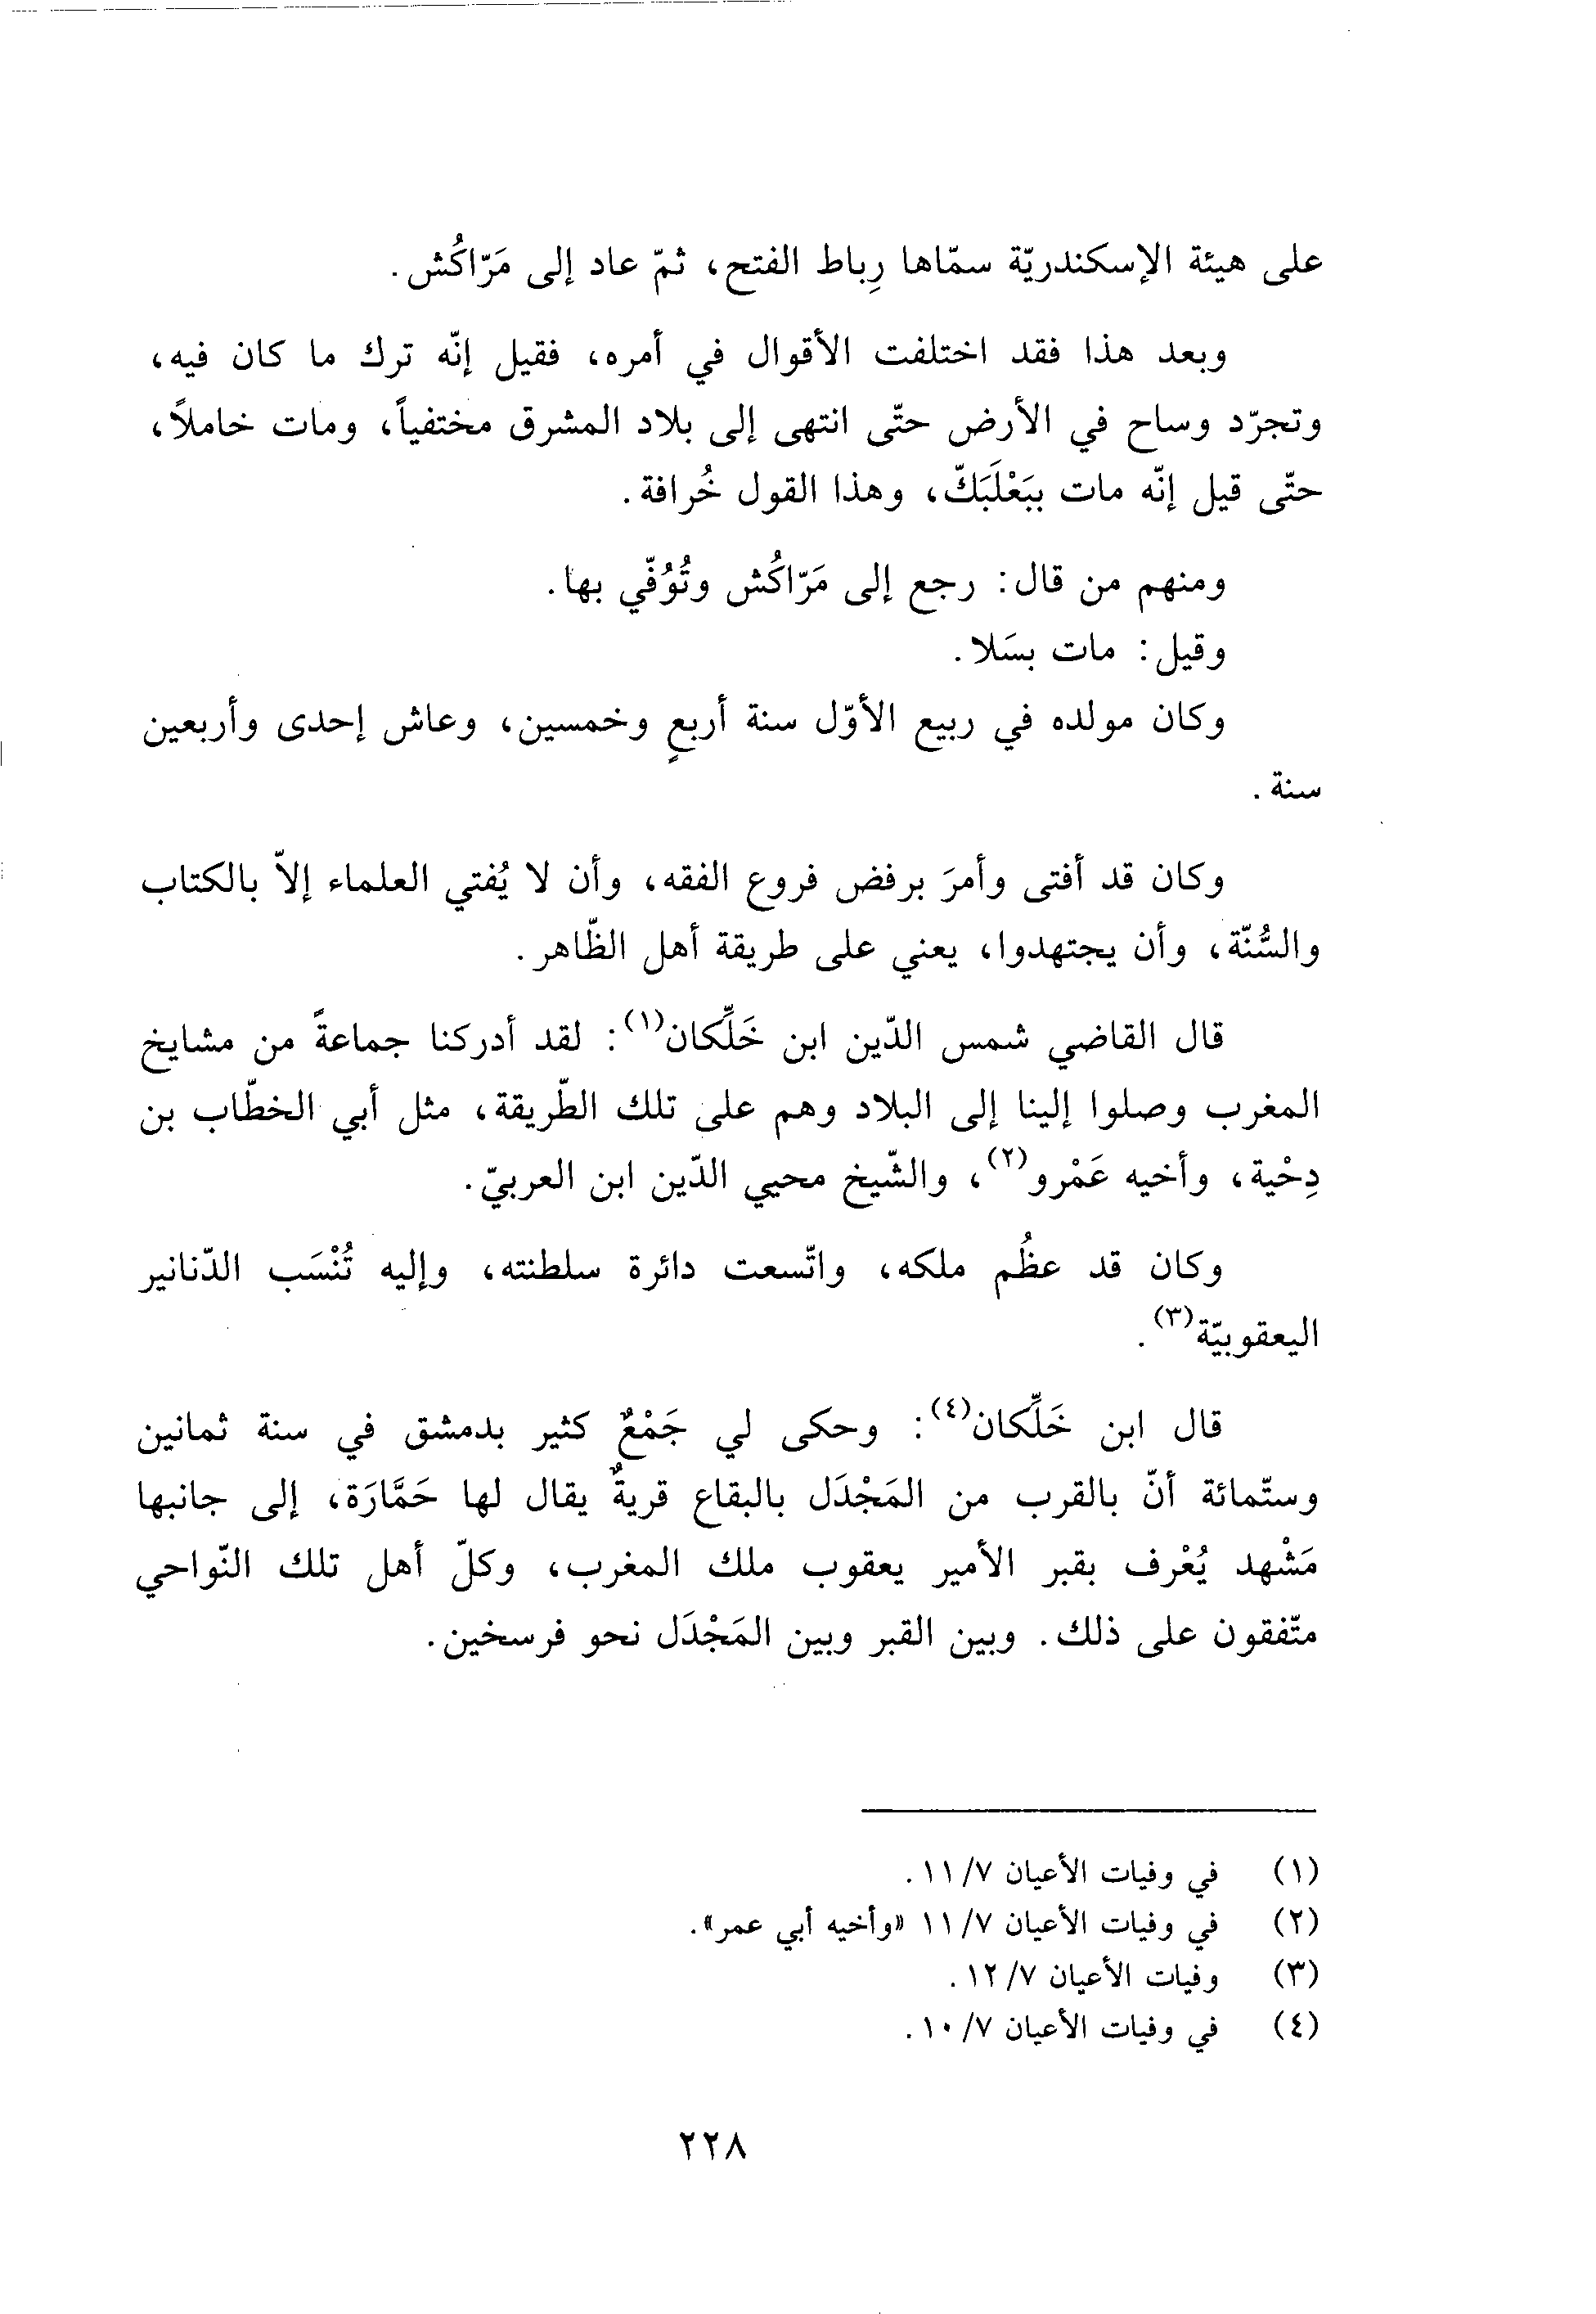 على هيئة الإسكندريّة سمّاها رِباط الفتح، ثمّ عاد إلى مَرّاكُش.
وبعد هذا فقد اختلفت الأقوال في أمره، فقيل إنّه ترك ما كان فيه،
وتجرّد وساح في الأرض حتّى انتهى إلى بلاد المشرق مختفياً، ومات خاملاً،
حتّى قيل إنّه مات ببَعْلَبَكّ، وهذا القول خُرافة.
ومنهم من قال: رجع إلى مَرّاكُش وتُوُفّي بها.
وقيل: مات بسَلا.
وكان مولده في ربيع الأوّل سنة أربعٍ وخمسين، وعاش إحدى وأربعين
سنة.
وكان قد أفتى وأمرَ برفض فروع الفقه، وأن لا يُفتي العلماء إلاّ بالكتاب
والسُّنّة، وأن يجتهدوا، يعني على طريقة أهل الظّاهر.
قال القاضي شمس الدّين ابن خَلِّكان(١): لقد أدركنا جماعةً من مشايخ
المغرب وصلوا إلينا إلى البلاد وهم على تلك الطّريقة، مثل أبي الخطّاب بن
دِحْية، وأخيه عَمْرو(٢)، والشّيخ محيي الدّين ابن العربيّ.
وكان قد عظُم ملكه، واتّسعت دائرة سلطنته، وإليه تُنْسَب الدّنانير
اليعقوبيّة(٣).
قال ابن خَلِّكان(٤): وحكى لي جَمْعٌ كثير بدمشق في سنة ثمانين
وستّمائة أنّ بالقرب من المَجْدَل بالبقاع قريةٌ يقال لها حَمَّارَة، إلى جانبها
مَشْهد يُعْرف بقبر الأمير يعقوب ملك المغرب، وكلّ أهل تلك النّواحي
متّفقون على ذلك. وبين القبر وبين المَجْدَل نحو فرسخين.
(١) في وفيات الأعيان ٧/ ١١.
(٢) في وفيات الأعيان ٧/ ١١ «وأخيه أبي عمر».
(٣) وفيات الأعيان ٧/ ١٢.
(٤) في وفيات الأعيان ٧/ ١٠.
٢٢٨